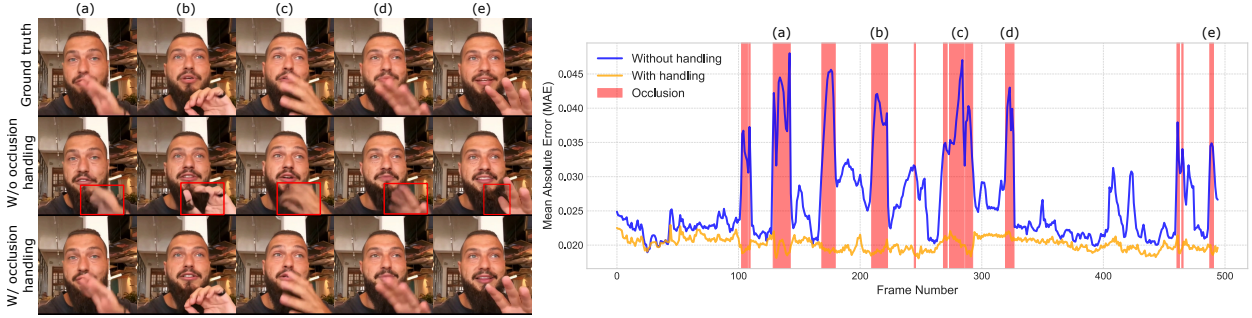 (a) (b) (c) (d) (e)
Ground truth
W/o occlusion
handling
W/ occlusion
handling
(a) (b) (c) (d) (e)
Without handling
With handling
Occlusion
Mean Absolute Error (MAE)
0.045
0.040
0.035
0.030
0.025
0.020
0 100 200 300 400 500
Frame Number